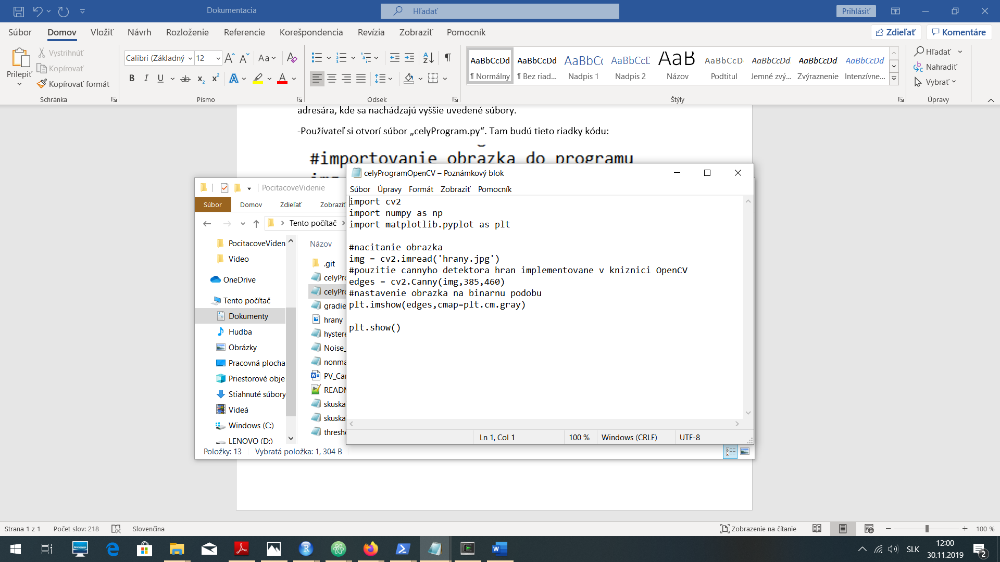 Dokumentacia
Hľadať
Prihlásiť
Súbor Domov Vložiť Návrh Rozloženie Referencie Korešpondencia Revízia Zobraziť Pomocník
Zdieľať Komentáre
Prilepiť
Vystrihnúť
Kopírovať
Kopírovať formát
Schránka
Calibri (Základný 12
Písmo
Odsek
AaBbCcDd AaBbCcDd AaBbCc AaBbCcD AaB AaBbCcD AaBbCcDd AaBbCcDd AaBbCcDd
¶ Normálny ¶ Bez riad... Nadpis 1 Nadpis 2 Názov Podtitul Jemné zvý... Zvýraznenie Intenzívne...
Štýly
Hľadať
Nahradiť
Vybrať
Úpravy
adresára, kde sa nachádzajú vyššie uvedené súbory.
-Používateľ si otvorí súbor „celyProgram.py“. Tam budú tieto riadky kódu:
#importovanie obrazka do programu
PocitacoveVidenie
Súbor Domov Zdieľať Zobraziť
Tento počítač
PocitacoveViden
Video
OneDrive
Tento počítač
Dokumenty
Hudba
Obrázky
Pracovná plocha
Priestorové obje
Stiahnuté súbory
Videá
Windows (C:)
LENOVO (D:)
Názov
.git
celyPro
celyPro
gradie
hrany
hystere
Noise_
nonma
PV_Car
READM
skuska
skuska
thresho
Položky: 13 Vybratá položka: 1, 304 B
celyProgramOpenCV – Poznámkový blok
Súbor Úpravy Formát Zobraziť Pomocník
import cv2
import numpy as np
import matplotlib.pyplot as plt
#nacitanie obrazka
img = cv2.imread('hrany.jpg')
#pouzitie cannyho detektora hran implementovane v kniznici OpenCV
edges = cv2.Canny(img,385,460)
#nastavenie obrazka na binarnu podobu
plt.imshow(edges,cmap=plt.cm.gray)
plt.show()
Ln 1, Col 1 100 % Windows (CRLF) UTF-8
Strana 1 z 1 Počet slov: 218 Slovenčina
Zobrazenie na čítanie
100 %
SLK
12:00
30.11.2019
2